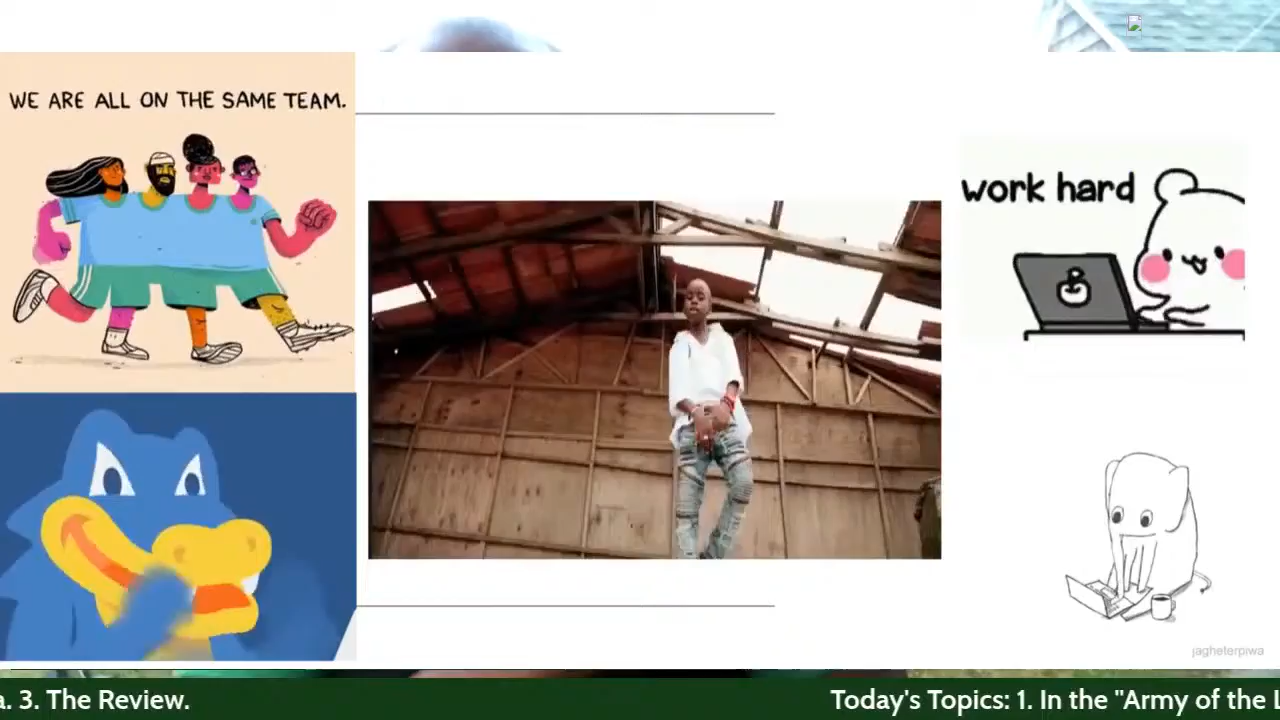 WE ARE ALL ON THE SAME TEAM.
work hard
jagheterpiwa
a. 3. The Review.
Today's Topics: 1. In the "Army of the L